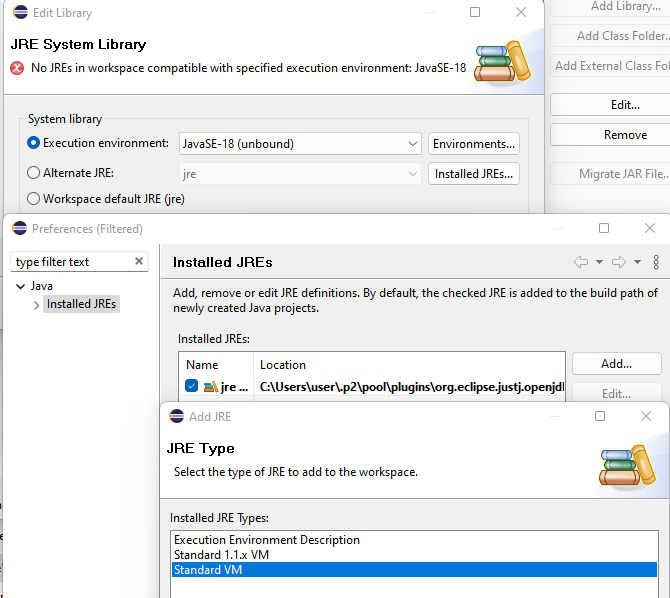 Edit Library
JRE System Library
No JREs in workspace compatible with specified execution environment: JavaSE-18
System library
Execution environment: JavaSE-18 (unbound) Environments...
Alternate JRE: jre Installed JREs...
Workspace default JRE (jre)
Add Library...
Add Class Folder...
Add External Class Fol
Edit...
Remove
Migrate JAR File...
Preferences (Filtered)
type filter text
Java
Installed JREs
Installed JREs
Add, remove or edit JRE definitions. By default, the checked JRE is added to the build path of
newly created Java projects.
Installed JREs:
Name Location
jre ... C:\Users\user\.p2\pool\plugins\org.eclipse.justj.openjdl
Add...
Edit...
Add JRE
JRE Type
Select the type of JRE to add to the workspace.
Installed JRE Types:
Execution Environment Description
Standard 1.1.x VM
Standard VM